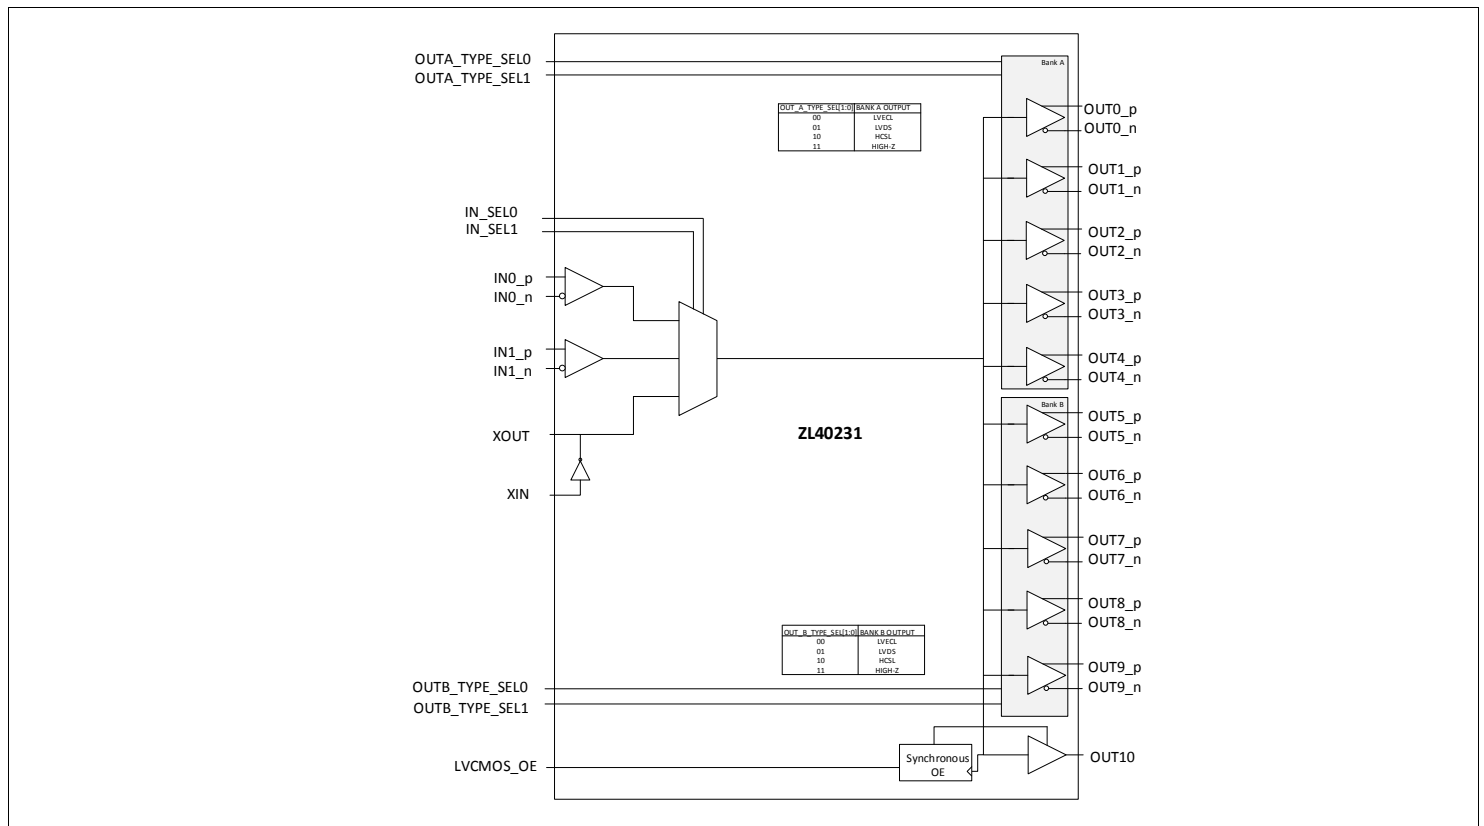 OUTA_TYPE_SEL0
OUTA_TYPE_SEL1
Bank A
OUT_A_TYPE_SEL[1:0] BANK A OUTPUT
00 LVECL
01 LVDS
10 HCSL
11 HIGH-Z
OUT0_p
OUT0_n
OUT1_p
OUT1_n
IN_SEL0
IN_SEL1
OUT2_p
OUT2_n
IN0_p
IN0_n
OUT3_p
OUT3_n
IN1_p
IN1_n
OUT4_p
OUT4_n
Bank B
OUT5_p
OUT5_n
XOUT
ZL40231
OUT6_p
OUT6_n
XIN
OUT7_p
OUT7_n
OUT8_p
OUT8_n
OUT_B_TYPE_SEL[1:0] BANK B OUTPUT
00 LVECL
01 LVDS
10 HCSL
11 HIGH-Z
OUT9_p
OUT9_n
OUTB_TYPE_SEL0
OUTB_TYPE_SEL1
LVCMOS_OE
Synchronous
OE
OUT10